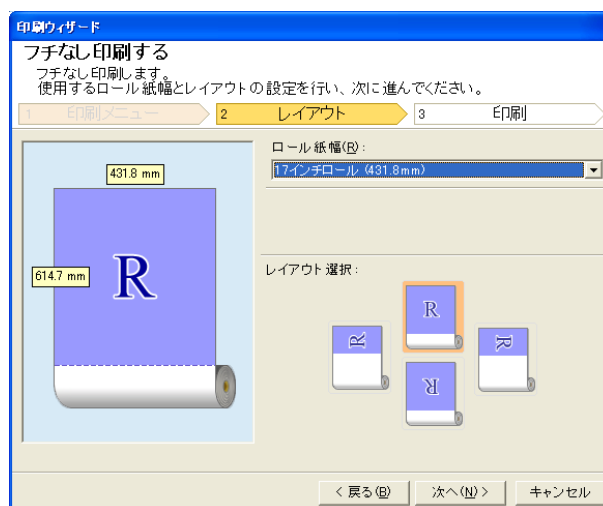 印刷ウィザード
フチなし印刷する
フチなし印刷します。
使用するロール紙幅とレイアウトの設定を行い、次に進んでください。
1 印刷メニュー 2 レイアウト 3 印刷
ロール紙幅(R):
17インチロール (431.8mm)
431.8 mm
614.7 mm
R
レイアウト選択:
R
R
R
R
< 戻る(B) 次へ(N) > キャンセル